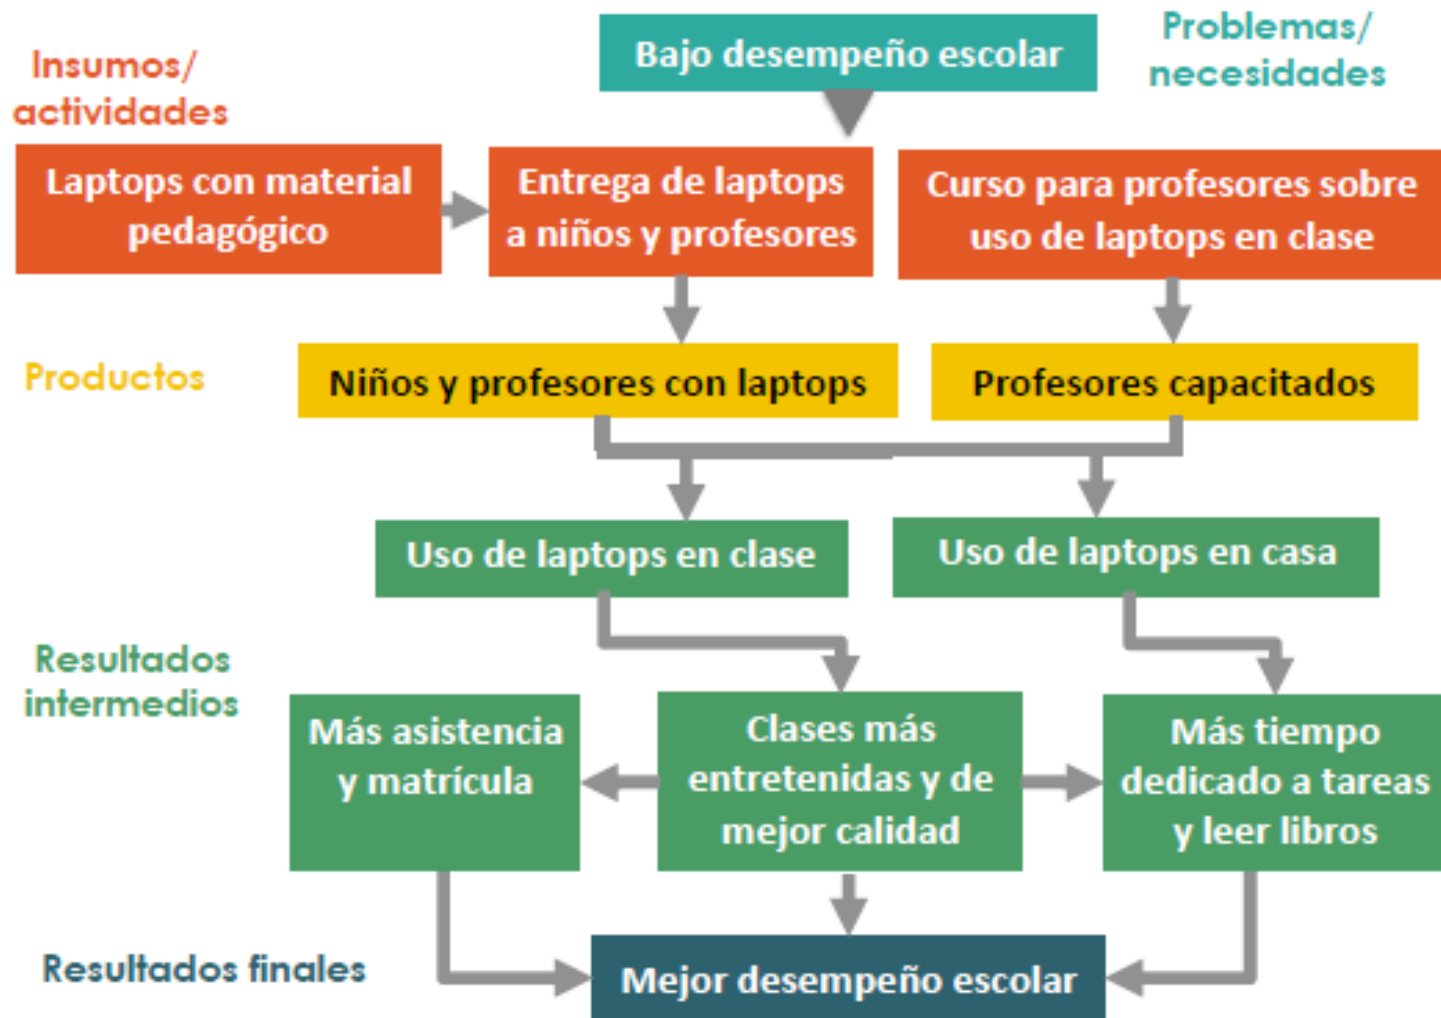 Problemas/
necesidades
Bajo desempeño escolar
Insumos/
actividades
Laptops con material
pedagógico
Entrega de laptops
a niños y profesores
Curso para profesores sobre
uso de laptops en clase
Productos
Niños y profesores con laptops
Profesores capacitados
Uso de laptops en clase
Uso de laptops en casa
Resultados
intermedios
Más asistencia
y matrícula
Clases más
entretenidas y de
mejor calidad
Más tiempo
dedicado a tareas
y leer libros
Resultados finales
Mejor desempeño escolar